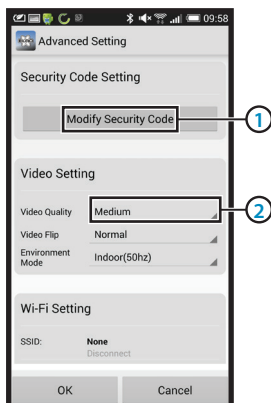 09:58
Advanced Setting
Security Code Setting
Modify Security Code
1
Video Setting
Video Quality Medium
2
Video Flip Normal
Environment Mode Indoor(50hz)
Wi-Fi Setting
SSID: None
Disconnect
OK Cancel